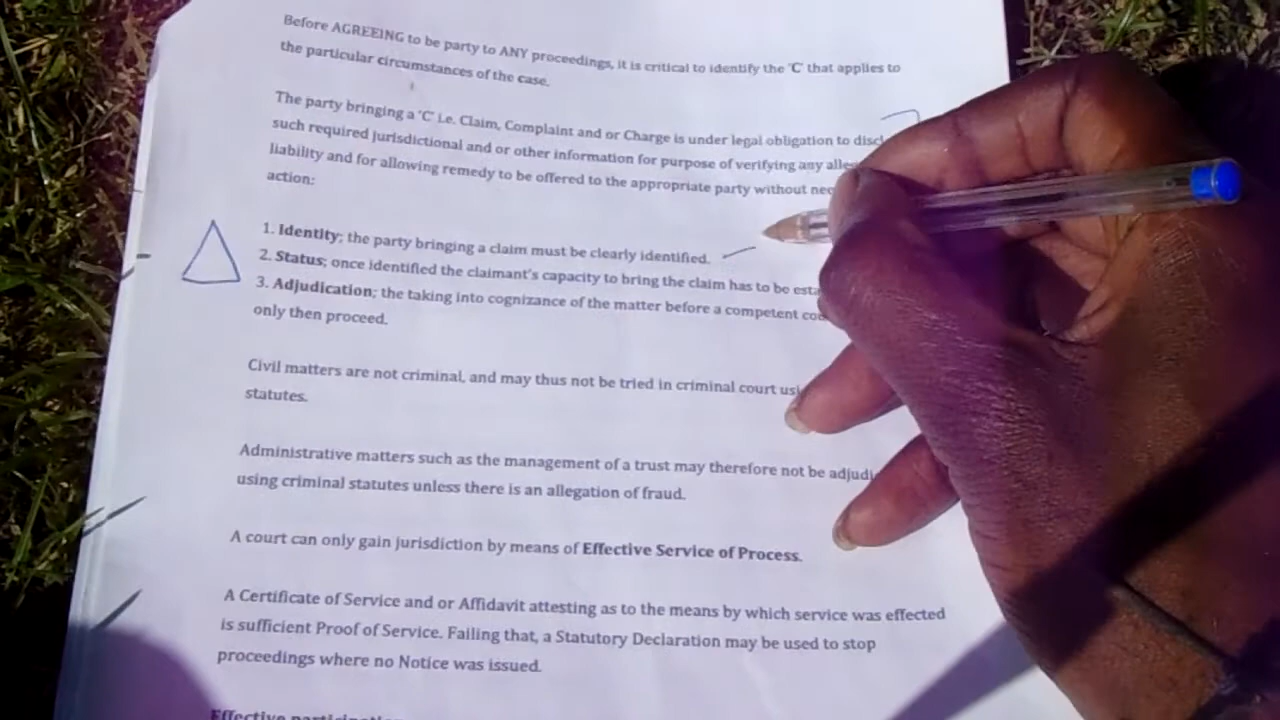 Before AGREEING to be party to ANY proceedings, it is critical to identify the 'C' that applies to
the particular circumstances of the case.
The party bringing a 'C' i.e. Claim, Complaint and or Charge is under legal obligation to
such required jurisdictional and or other information for purpose of verifying any
liability and for allowing remedy to be offered to the appropriate party without
action:
1. Identity; the party bringing a claim must be clearly identified.
2. Status; once identified the claimant's capacity to bring the claim has to be
3. Adjudication; the taking into cognizance of the matter before a competent
only then proceed.
Civil matters are not criminal, and may thus not be tried in criminal court
statutes.
Administrative matters such as the management of a trust may therefore not be
using criminal statutes unless there is an allegation of fraud.
A court can only gain jurisdiction by means of Effective Service of Process.
A Certificate of Service and or Affidavit attesting as to the means by which service was effected
is sufficient Proof of Service. Failing that, a Statutory Declaration may be used to stop
proceedings where no Notice was issued.
Effective